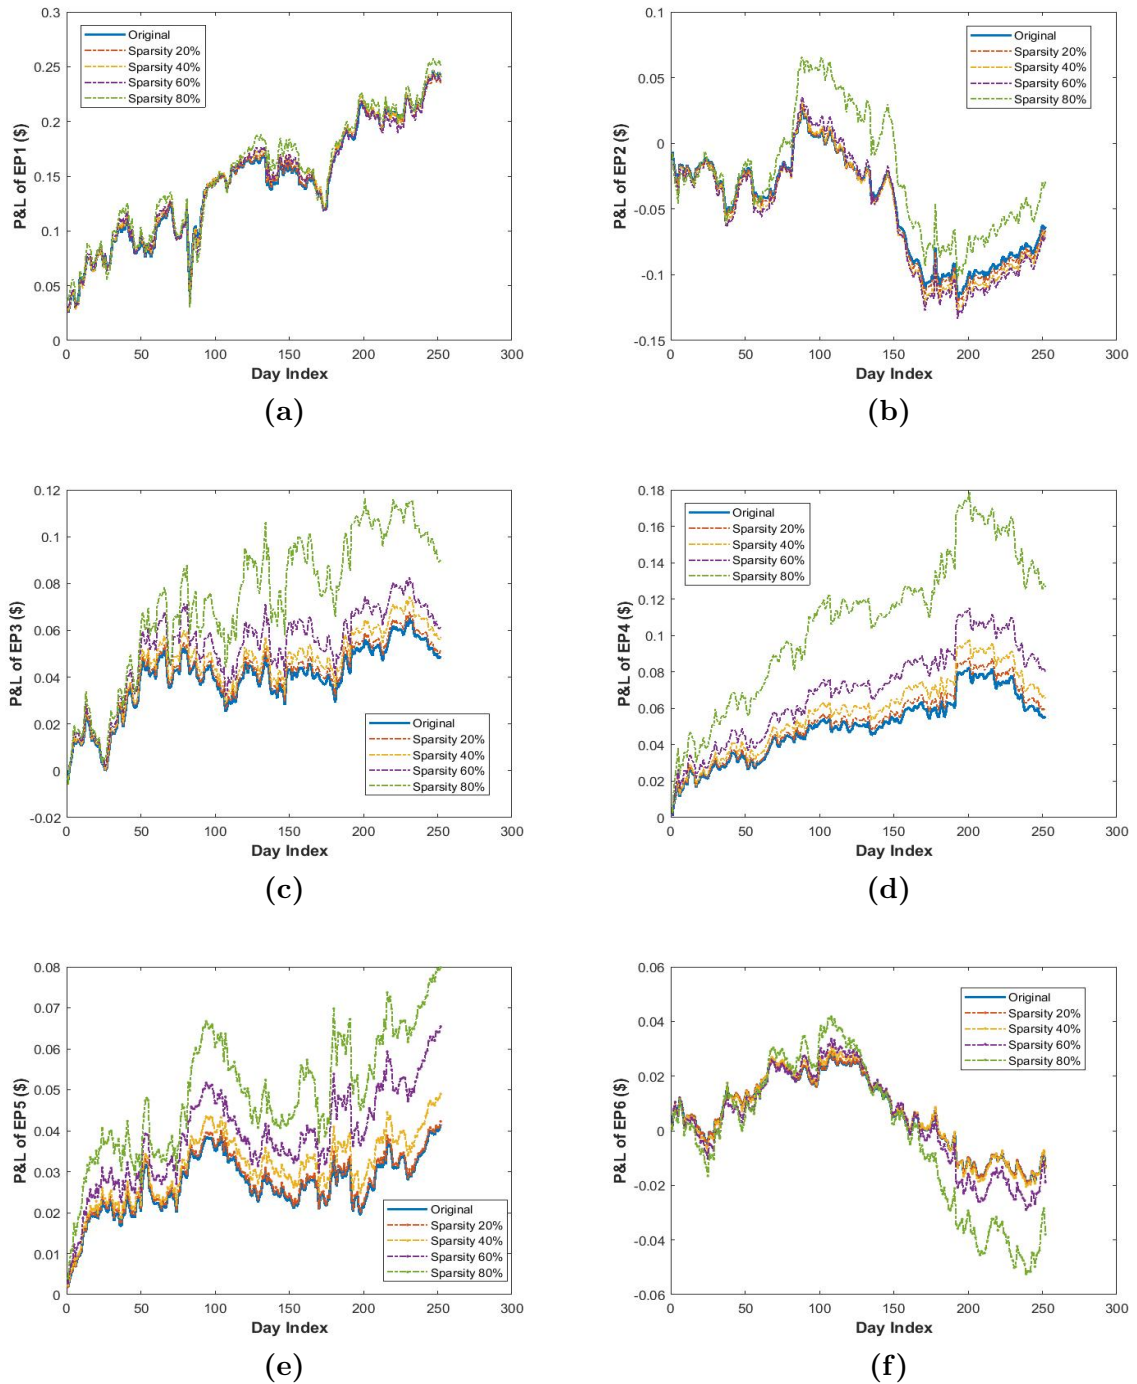 0.3
0.25
0.2
0.15
0.1
0.05
0
P&L of EP1 ($)
Original
Sparsity 20%
Sparsity 40%
Sparsity 60%
Sparsity 80%
0 50 100 150 200 250 300
Day Index
(a)
0.1
0.05
0
-0.05
-0.1
-0.15
P&L of EP2 ($)
Original
Sparsity 20%
Sparsity 40%
Sparsity 60%
Sparsity 80%
0 50 100 150 200 250 300
Day Index
(b)
0.12
0.1
0.08
0.06
0.04
0.02
0
-0.02
P&L of EP3 ($)
Original
Sparsity 20%
Sparsity 40%
Sparsity 60%
Sparsity 80%
0 50 100 150 200 250 300
Day Index
(c)
0.18
0.16
0.14
0.12
0.1
0.08
0.06
0.04
0.02
0
P&L of EP4 ($)
Original
Sparsity 20%
Sparsity 40%
Sparsity 60%
Sparsity 80%
0 50 100 150 200 250 300
Day Index
(d)
0.08
0.07
0.06
0.05
0.04
0.03
0.02
0.01
0
P&L of EP5 ($)
Original
Sparsity 20%
Sparsity 40%
Sparsity 60%
Sparsity 80%
0 50 100 150 200 250 300
Day Index
(e)
0.06
0.04
0.02
0
-0.02
-0.04
-0.06
P&L of EP6 ($)
Original
Sparsity 20%
Sparsity 40%
Sparsity 60%
Sparsity 80%
0 50 100 150 200 250 300
Day Index
(f)